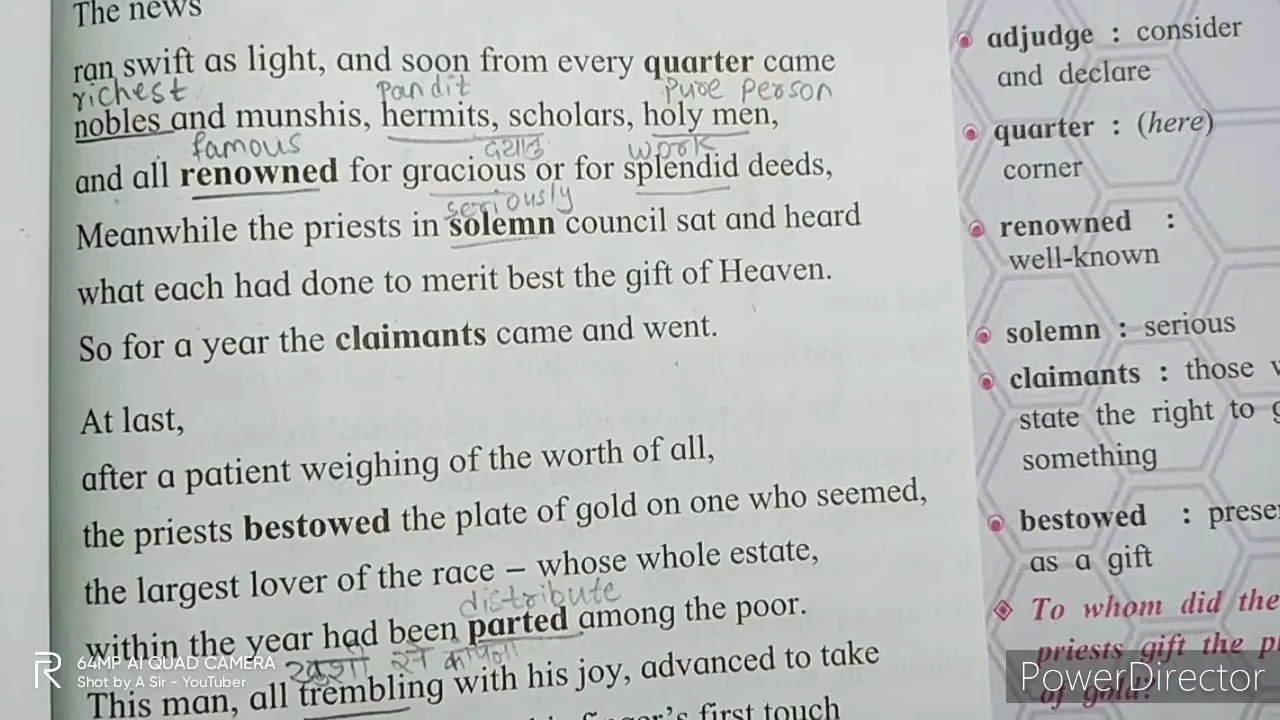 The news
ran swift as light, and soon from every quarter came
richest pandit pure person
nobles and munshis, hermits, scholars, holy men,
famous work
and all renowned for gracious or for splendid deeds,
seriously
Meanwhile the priests in solemn council sat and heard
what each had done to merit best the gift of Heaven.
So for a year the claimants came and went.
At last,
after a patient weighing of the worth of all,
the priests bestowed the plate of gold on one who seemed,
the largest lover of the race – whose whole estate,
distribute
within the year had been parted among the poor.
This man, all trembling with his joy, advanced to take
finger's first touch
adjudge : consider
and declare
quarter : (here)
corner
renowned :
well-known
solemn : serious
claimants : those
state the right to
something
bestowed :
as a gift
To whom did the
priests gift the
of gold?
64MP AI QUAD CAMERA
Shot by A Sir - YouTuber
PowerDirector